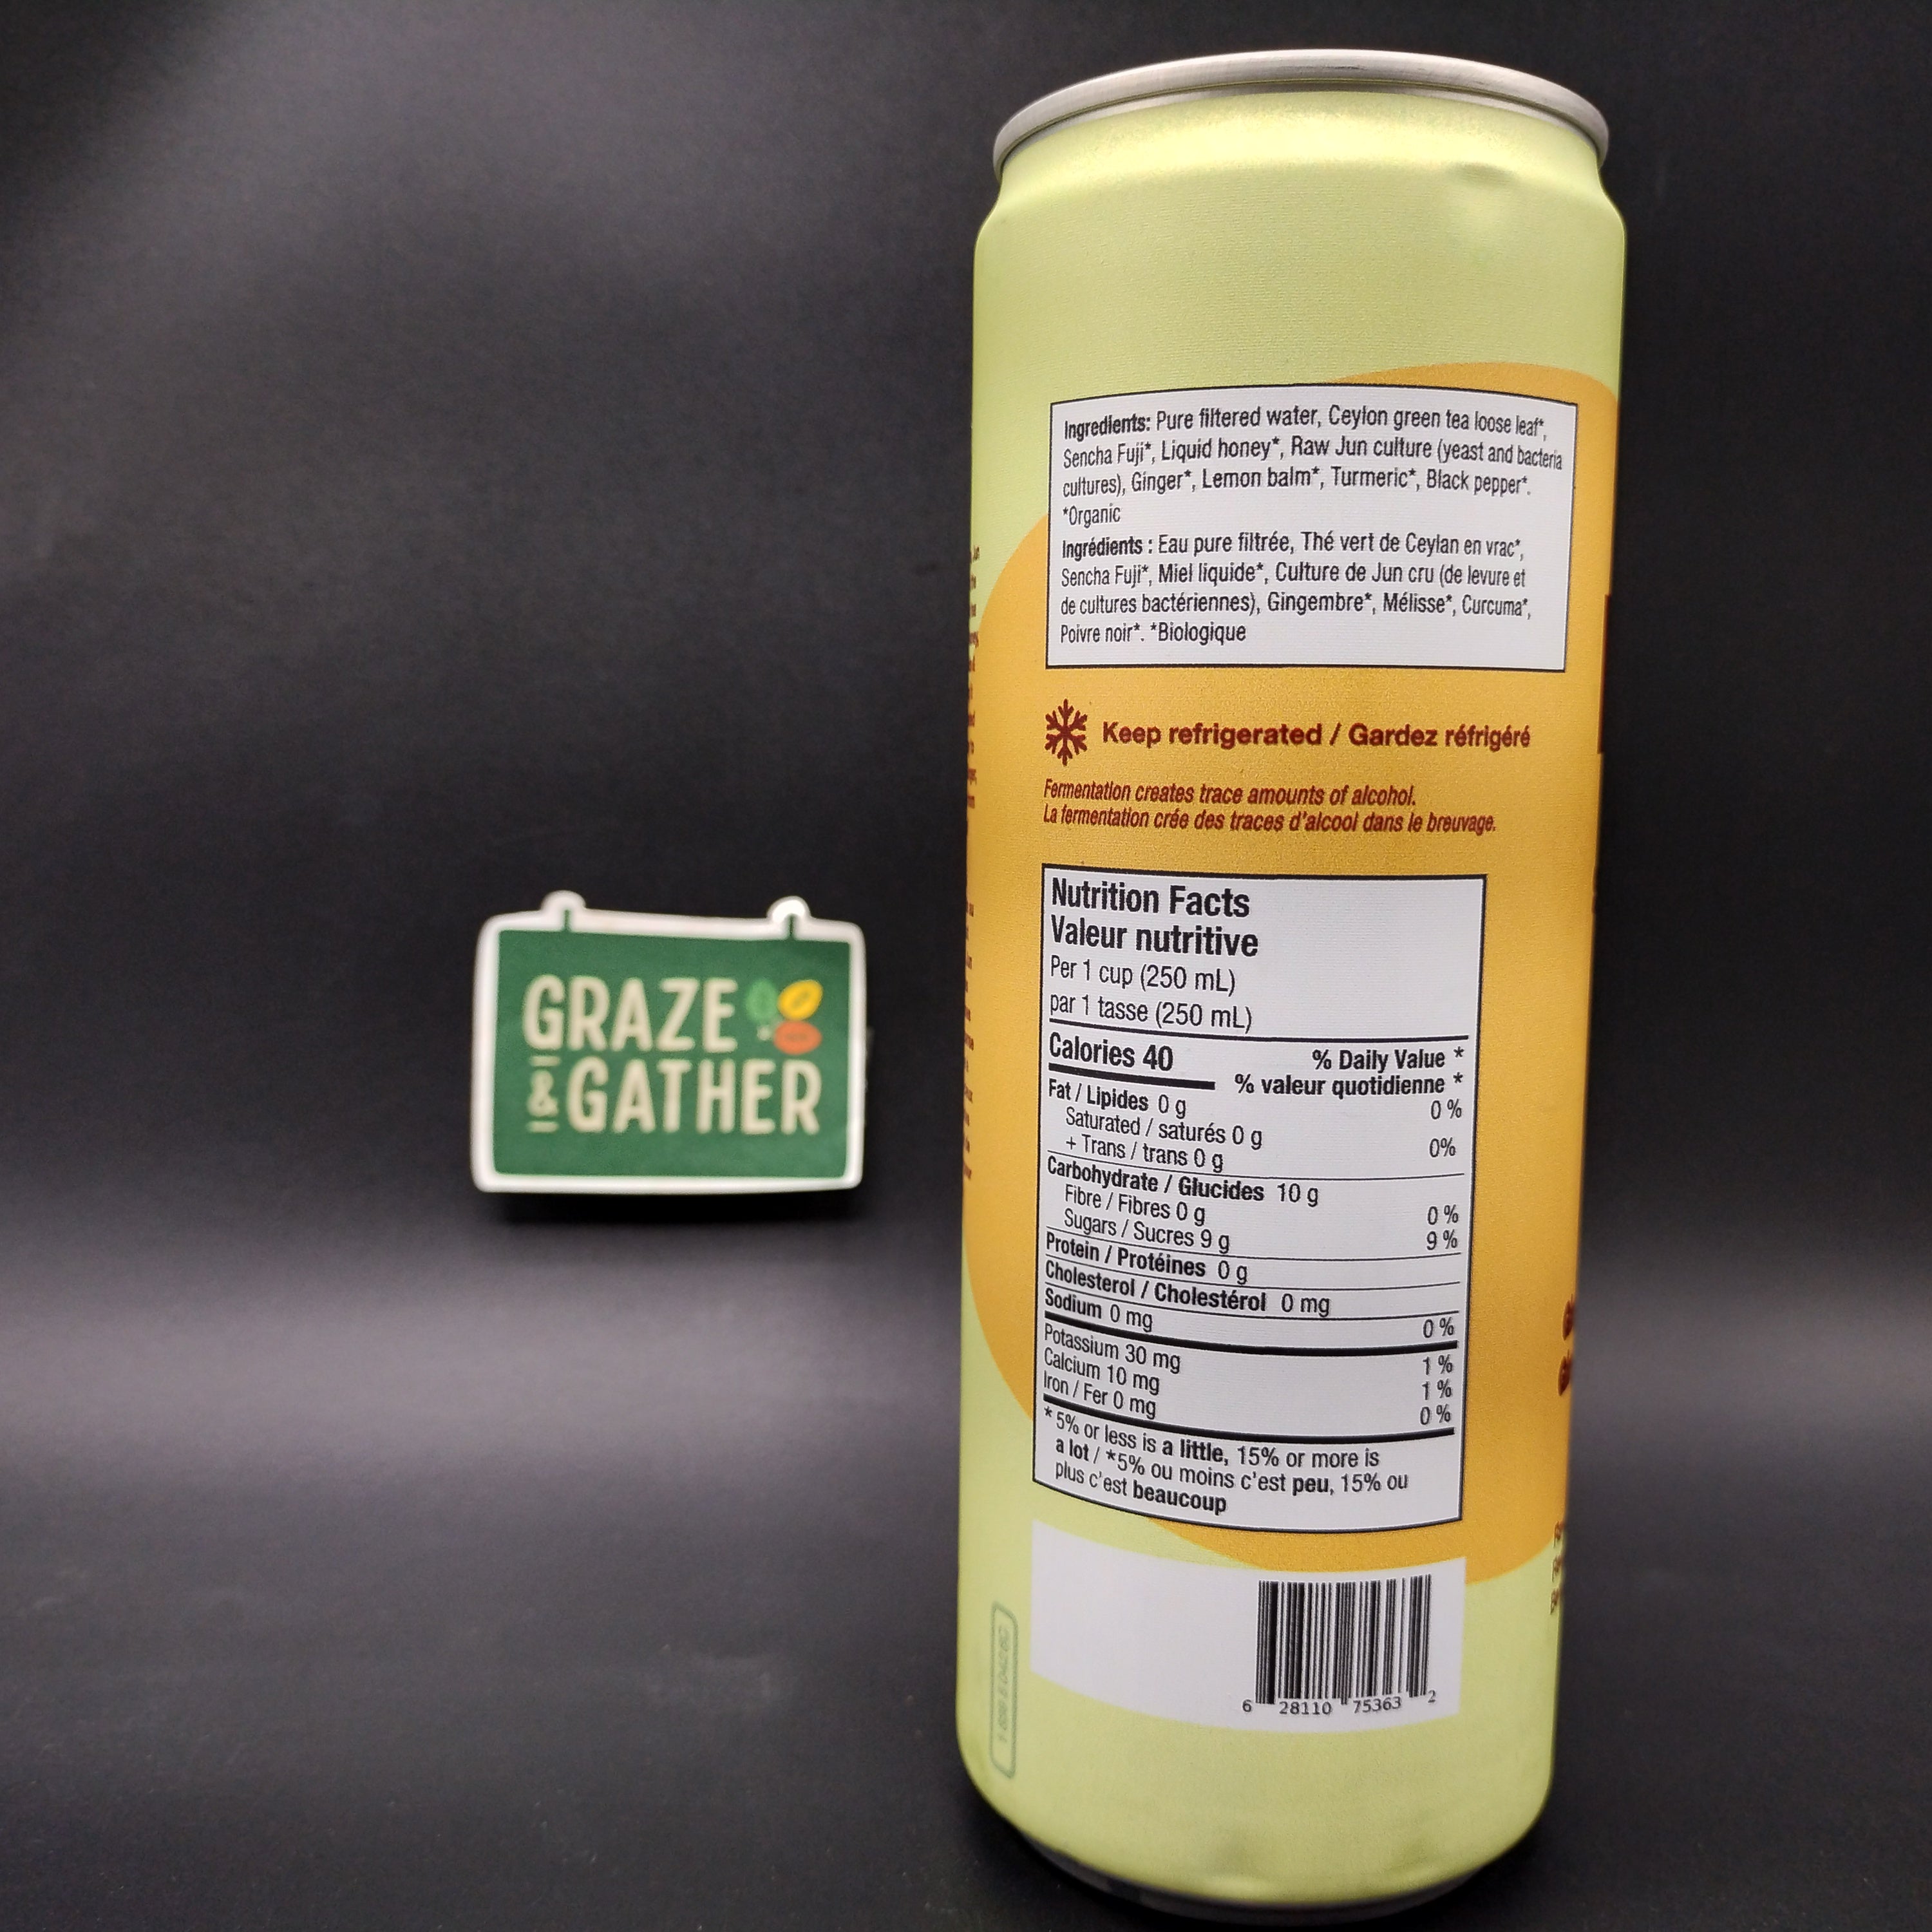 GRAZE
& GATHER
Ingredients: Pure filtered water, Ceylon green tea loose leaf*,
Sencha Fuji*, Liquid honey*, Raw Jun culture (yeast and bacteria
cultures), Ginger*, Lemon balm*, Turmeric*, Black pepper*.
*Organic
Ingrédients : Eau pure filtrée, Thé vert de Ceylan en vrac*,
Sencha Fuji*, Miel liquide*, Culture de Jun cru (de levure et
de cultures bactériennes), Gingembre*, Mélisse*, Curcuma*,
Poivre noir*. *Biologique
Keep refrigerated / Gardez réfrigéré
Fermentation creates trace amounts of alcohol.
La fermentation crée des traces d'alcool dans le breuvage.
Nutrition Facts
Valeur nutritive
Per 1 cup (250 mL)
par 1 tasse (250 mL)
Calories 40 % Daily Value *
% valeur quotidienne *
Fat / Lipides 0 g 0 %
Saturated / saturés 0 g
+ Trans / trans 0 g 0%
Carbohydrate / Glucides 10 g
Fibre / Fibres 0 g 0 %
Sugars / Sucres 9 g 9 %
Protein / Protéines 0 g
Cholesterol / Cholestérol 0 mg
Sodium 0 mg 0 %
Potassium 30 mg 1 %
Calcium 10 mg 1 %
Iron / Fer 0 mg 0 %
* 5% or less is a little, 15% or more is
a lot / *5% ou moins c'est peu, 15% ou
plus c'est beaucoup
6 28110 75363 2